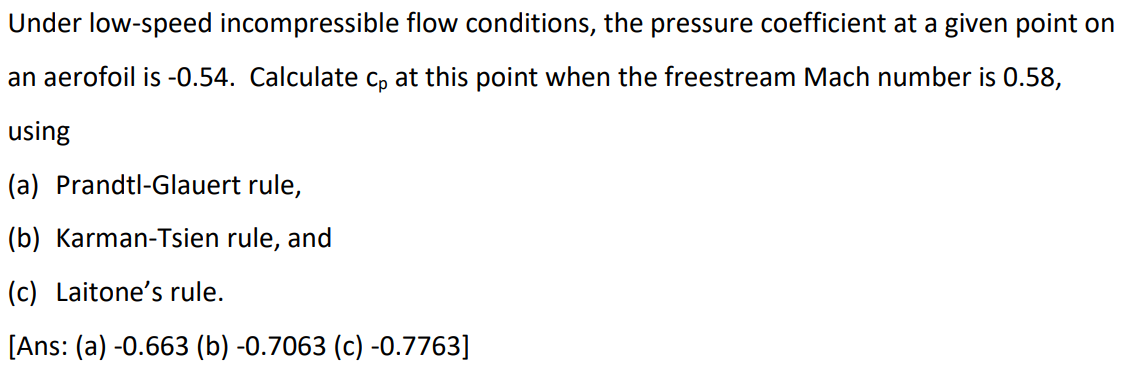 Under low-speed incompressible flow conditions, the pressure coefficient at a given point on
an aerofoil is -0.54.  Calculate cₚ at this point when the freestream Mach number is 0.58,
using
(a) Prandtl-Glauert rule,
(b) Karman-Tsien rule, and
(c) Laitone’s rule.
[Ans: (a) -0.663 (b) -0.7063 (c) -0.7763]